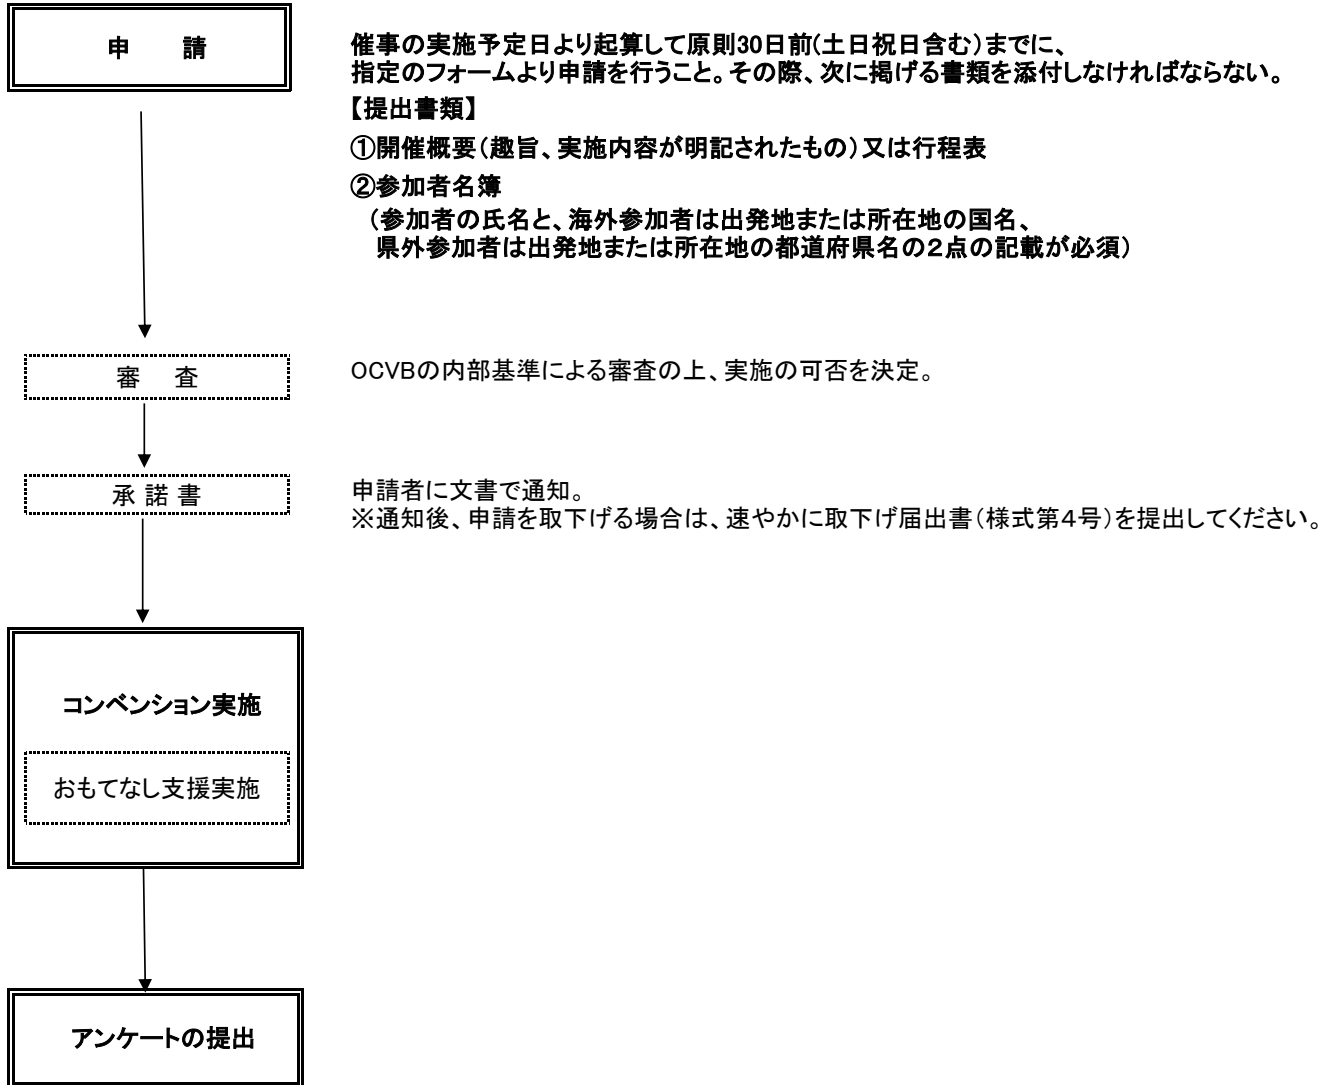 申　請
催事の実施予定日より起算して原則30日前(土日祝日含む)までに、
指定のフォームより申請を行うこと。その際、次に掲げる書類を添付しなければならない。
【提出書類】
①開催概要(趣旨、実施内容が明記されたもの)又は行程表
②参加者名簿
(参加者の氏名と、海外参加者は出発地または所在地の国名、
県外参加者は出発地または所在地の都道府県名の2点の記載が必須)
審　査
OCVBの内部基準による審査の上、実施の可否を決定。
承 諾 書
申請者に文書で通知。
※通知後、申請を取下げる場合は、速やかに取下げ届出書(様式第4号)を提出してください。
コンベンション実施
おもてなし支援実施
アンケートの提出